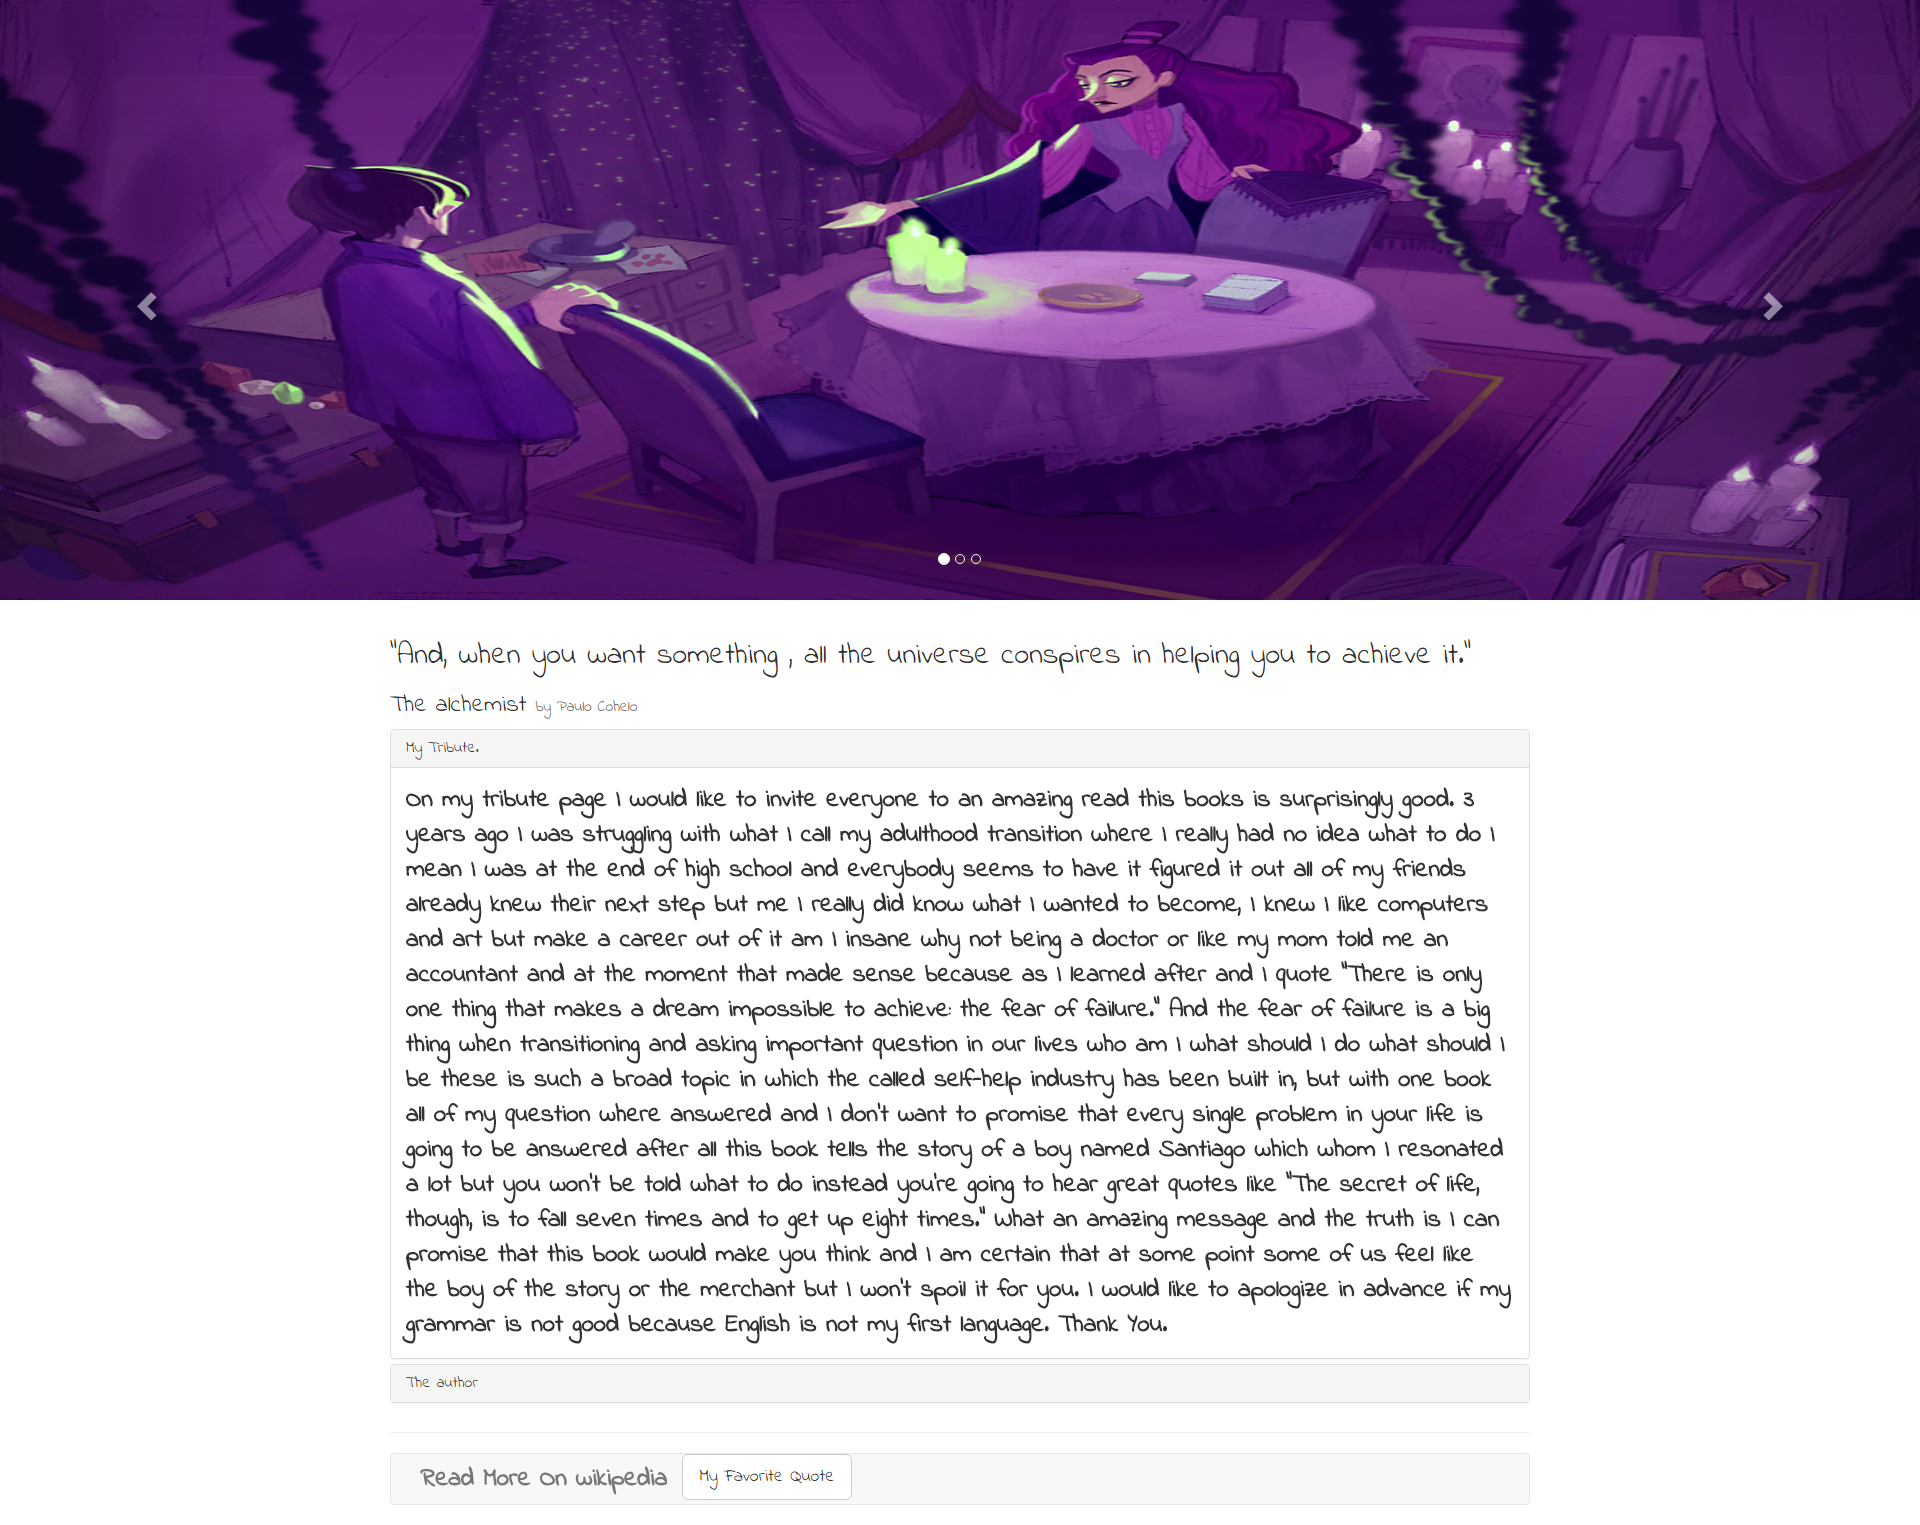 "And, when you want something , all the universe conspires in helping you to achieve it."
The alchemist by Paulo Cohelo
My Tribute.
On my tribute page I would like to invite everyone to an amazing read this books is surprisingly good. 3
years ago I was struggling with what I call my adulthood transition where I really had no idea what to do I
mean I was at the end of high school and everybody seems to have it figured it out all of my friends
already knew their next step but me I really did know what I wanted to become, I knew I like computers
and art but make a career out of it am I insane why not being a doctor or like my mom told me an
accountant and at the moment that made sense because as I learned after and I quote "There is only
one thing that makes a dream impossible to achieve: the fear of failure." And the fear of failure is a big
thing when transitioning and asking important question in our lives who am I what should I do what should I
be these is such a broad topic in which the called self-help industry has been built in, but with one book
all of my question where answered and I don't want to promise that every single problem in your life is
going to be answered after all this book tells the story of a boy named Santiago which whom I resonated
a lot but you won't be told what to do instead you're going to hear great quotes like "The secret of life,
though, is to fall seven times and to get up eight times." What an amazing message and the truth is I can
promise that this book would make you think and I am certain that at some point some of us feel like
the boy of the story or the merchant but I won't spoil it for you. I would like to apologize in advance if my
grammar is not good because English is not my first language. Thank You.
The author
Read More On wikipedia My Favorite Quote